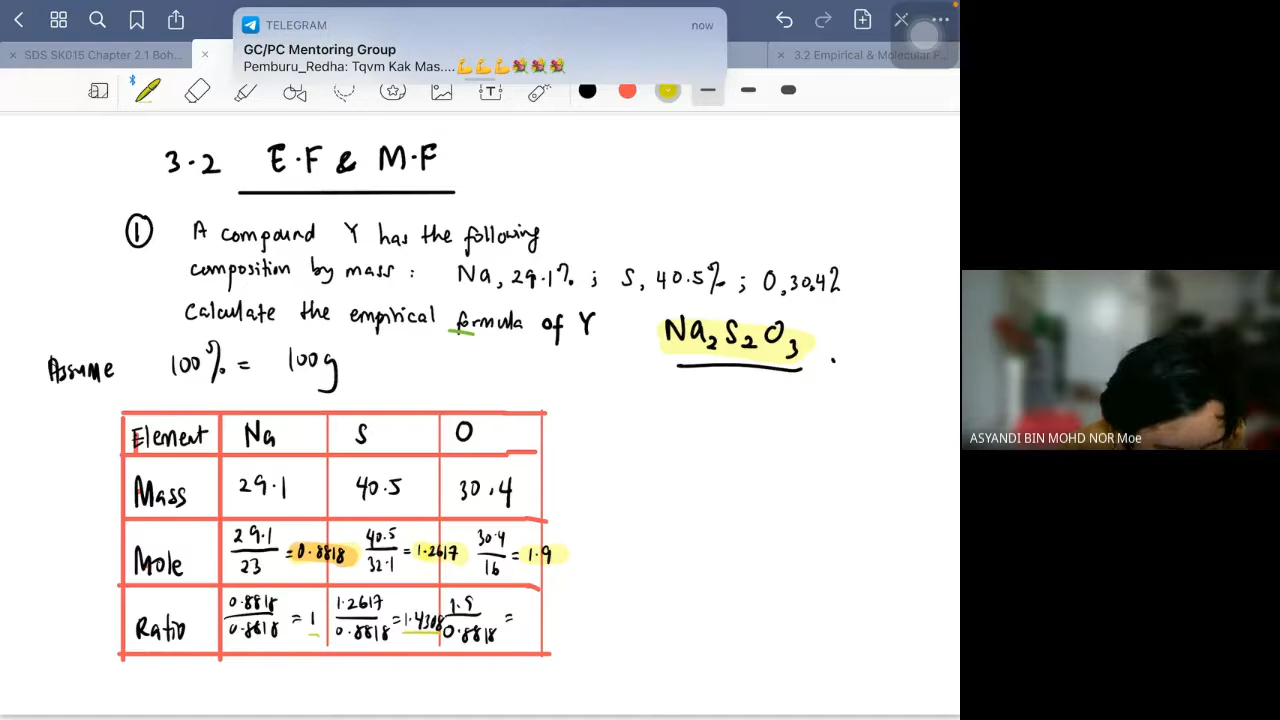 TELEGRAM now
GC/PC Mentoring Group
Pemburu_Redha: Tqvm Kak Mas....💪💪💪💐💐💐
SDS SK015 Chapter 2.1 Boh
3.2 Empirical & Molecular F
3.2 E.F & M.F
① A compound Y has the following
composition by mass : Na, 29.1% ; S, 40.5% ; O, 30.4%
Calculate the empirical formula of Y
Na₂S₂O₃
Assume 100% = 100g
Element Na S O
Mass 29.1 40.5 30.4
Mole 29.1/23 = 0.8818 40.5/32.1 = 1.2617 30.4/16 = 1.9
Ratio 0.8818/0.8818 = 1 1.2617/0.8818 = 1.4308 1.9/0.8818 =
ASYANDI BIN MOHD NOR Moe